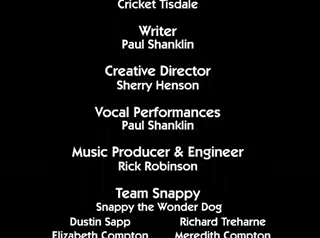 Cricket Tisdale
Writer
Paul Shanklin
Creative Director
Sherry Henson
Vocal Performances
Paul Shanklin
Music Producer & Engineer
Rick Robinson
Team Snappy
Snappy the Wonder Dog
Dustin Sapp Richard Treharne
Elizabeth Compton Meredith Compton